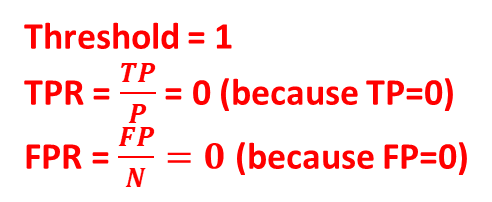 Threshold = 1
TPR = TP/P = 0 (because TP=0)
FPR = FP/N = 0 (because FP=0)